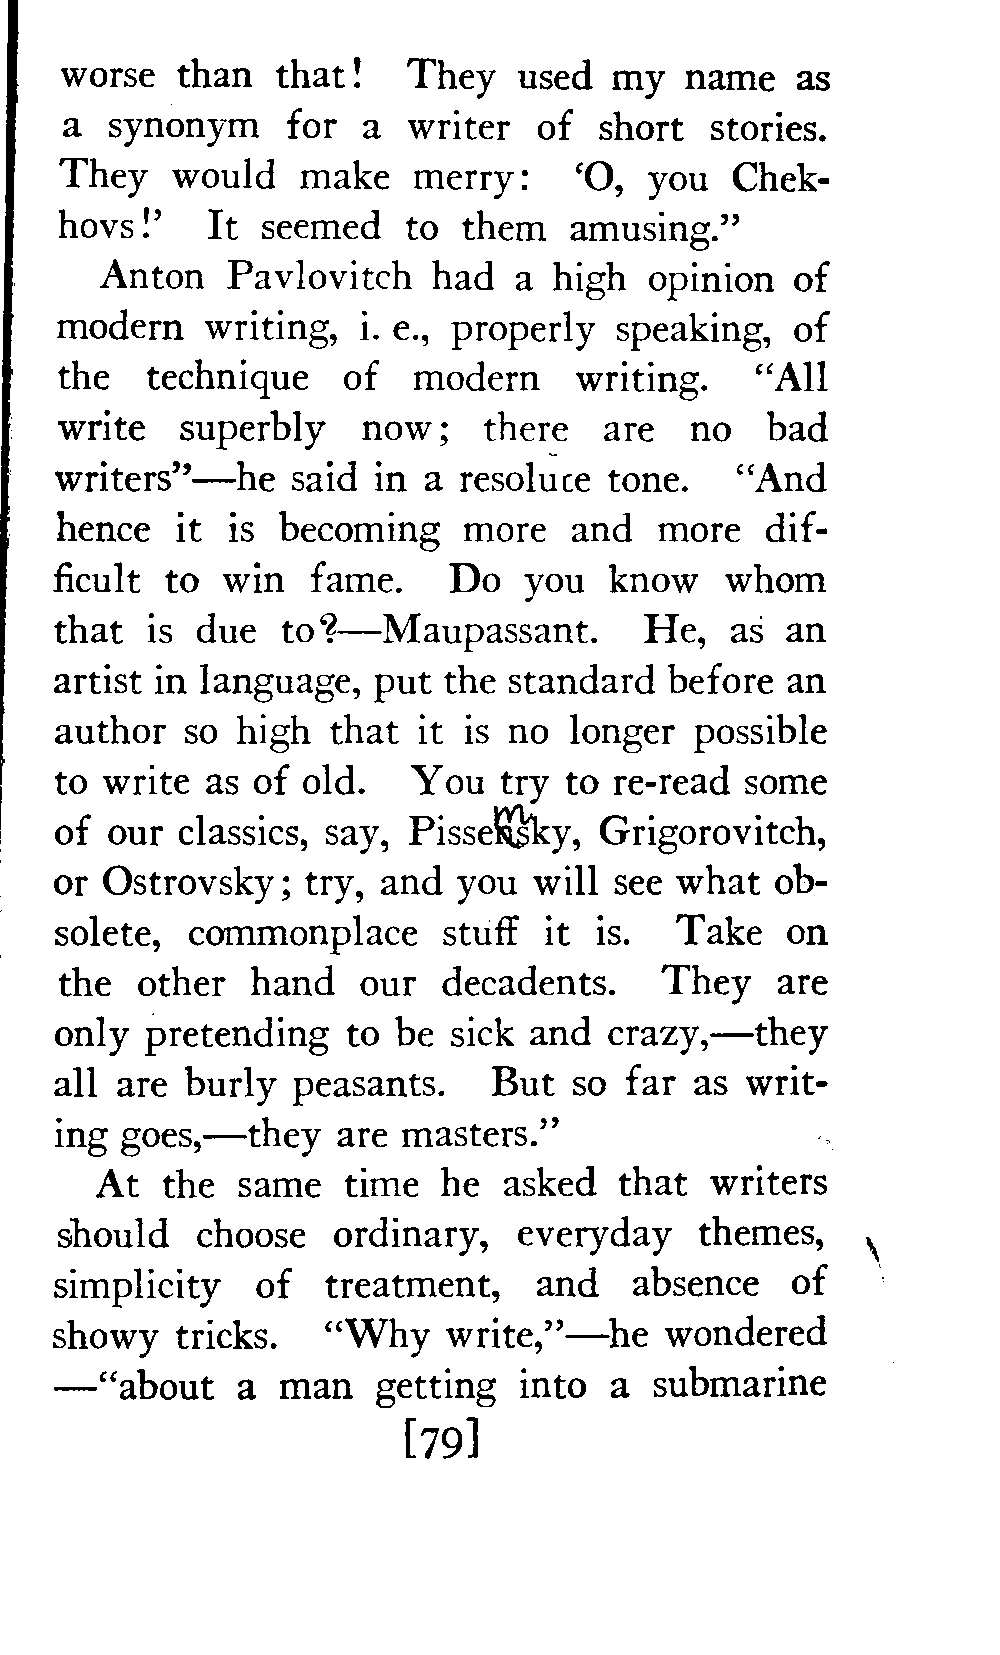 worse than that! They used my name as
a synonym for a writer of short stories.
They would make merry: ‘O, you Chek-
hovs!’ It seemed to them amusing.”
Anton Pavlovitch had a high opinion of
modern writing, i. e., properly speaking, of
the technique of modern writing. “All
write superbly now; there are no bad
writers”—he said in a resolute tone. “And
hence it is becoming more and more dif-
ficult to win fame. Do you know whom
that is due to?—Maupassant. He, as an
artist in language, put the standard before an
author so high that it is no longer possible
to write as of old. You try to re-read some
of our classics, say, Pissemsky, Grigorovitch,
or Ostrovsky; try, and you will see what ob-
solete, commonplace stuff it is. Take on
the other hand our decadents. They are
only pretending to be sick and crazy,—they
all are burly peasants. But so far as writ-
ing goes,—they are masters.”
At the same time he asked that writers
should choose ordinary, everyday themes,
simplicity of treatment, and absence of
showy tricks. “Why write,”—he wondered
—“about a man getting into a submarine
[79]